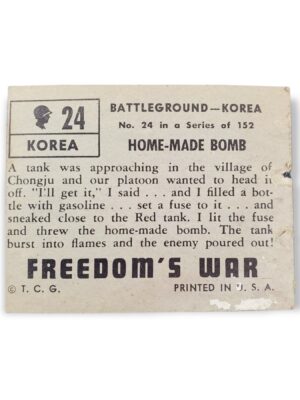 24
KOREA
BATTLEGROUND—KOREA
No. 24 in a Series of 152
HOME-MADE BOMB
A tank was approaching in the village of
Chongju and our platoon wanted to head it
off. "I'll get it," I said . . . and I filled a bot-
tle with gasoline . . . set a fuse to it . . . and
sneaked close to the Red tank. I lit the fuse
and threw the home-made bomb. The tank
burst into flames and the enemy poured out!
FREEDOM'S WAR
© T. C. G.
PRINTED IN U. S. A.